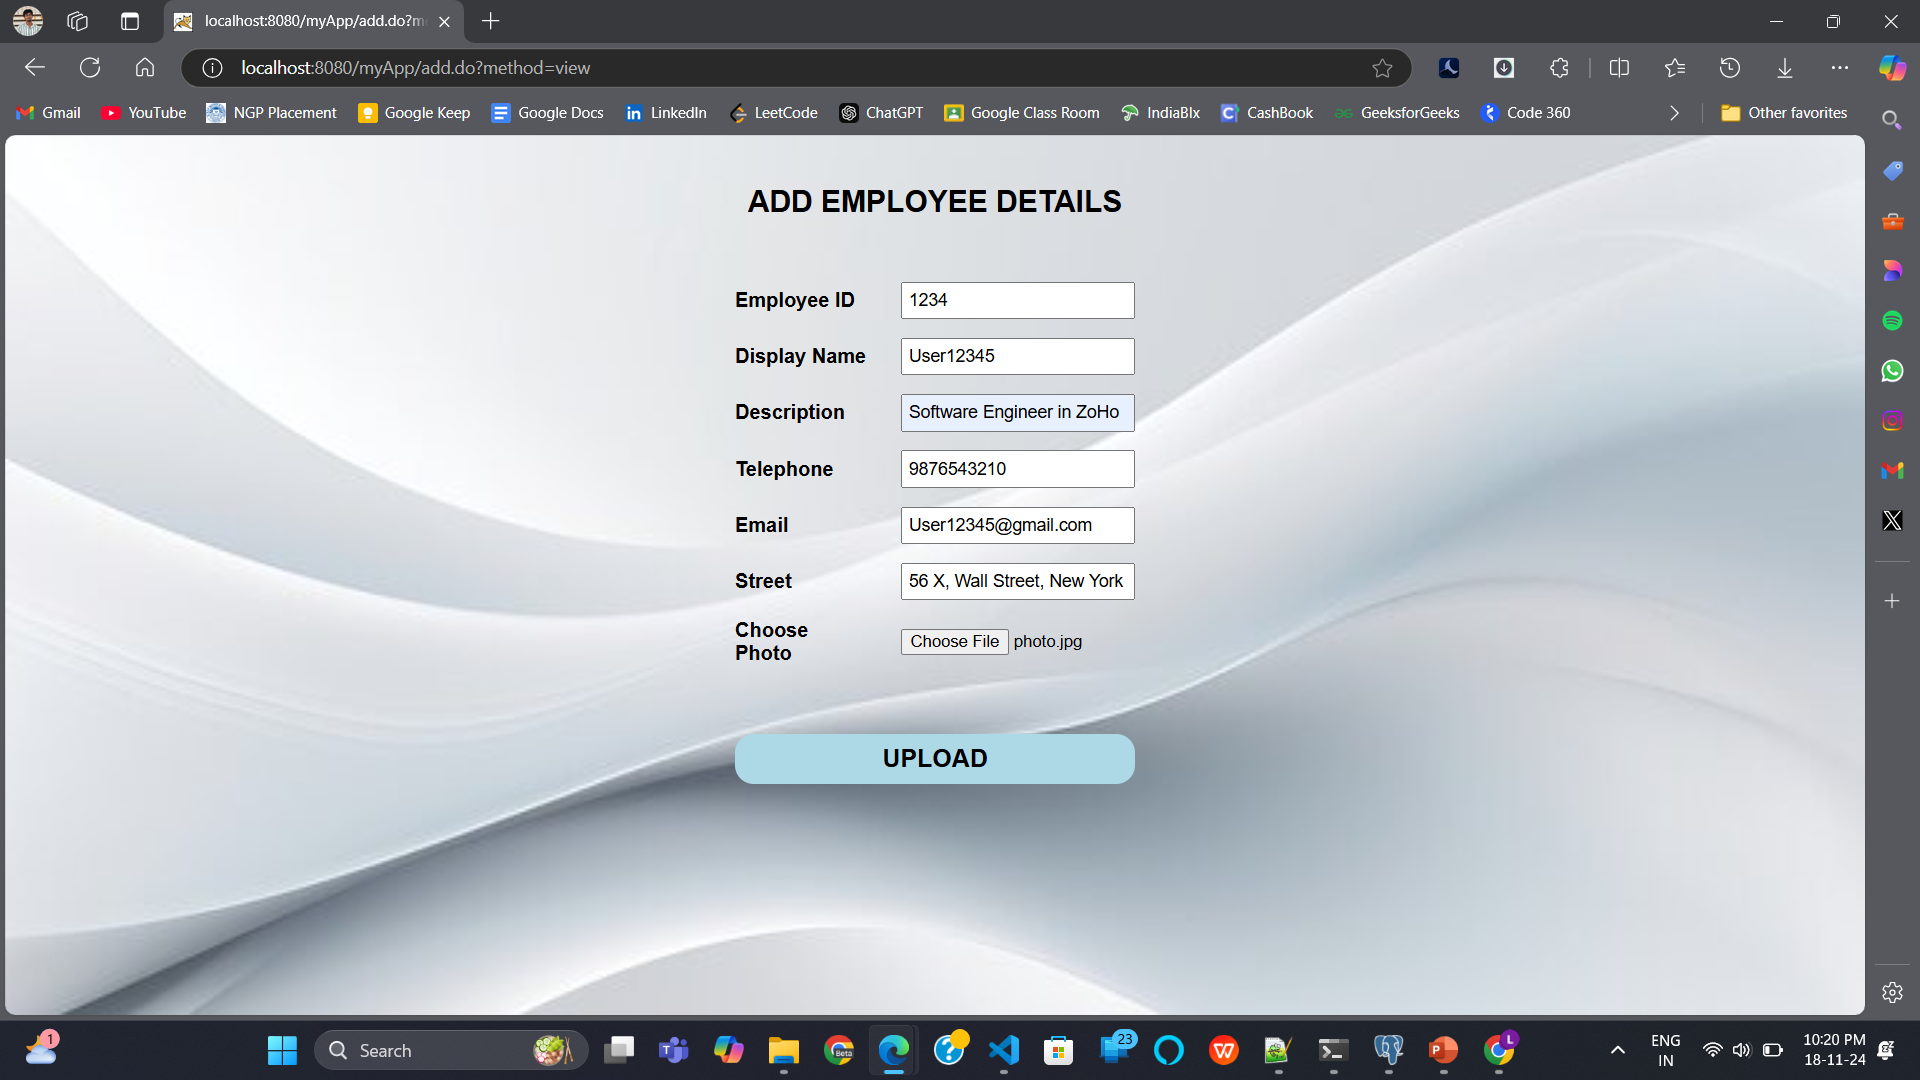 localhost:8080/myApp/add.do?m
localhost:8080/myApp/add.do?method=view
Gmail YouTube NGP Placement Google Keep Google Docs LinkedIn LeetCode ChatGPT Google Class Room IndiaBIx CashBook GeeksforGeeks Code 360 Other favorites
ADD EMPLOYEE DETAILS
Employee ID 1234
Display Name User12345
Description Software Engineer in ZoHo
Telephone 9876543210
Email User12345@gmail.com
Street 56 X, Wall Street, New York
Choose
Photo
Choose File photo.jpg
UPLOAD
1 Search Beta 23 L
ENG
IN
10:20 PM
18-11-24